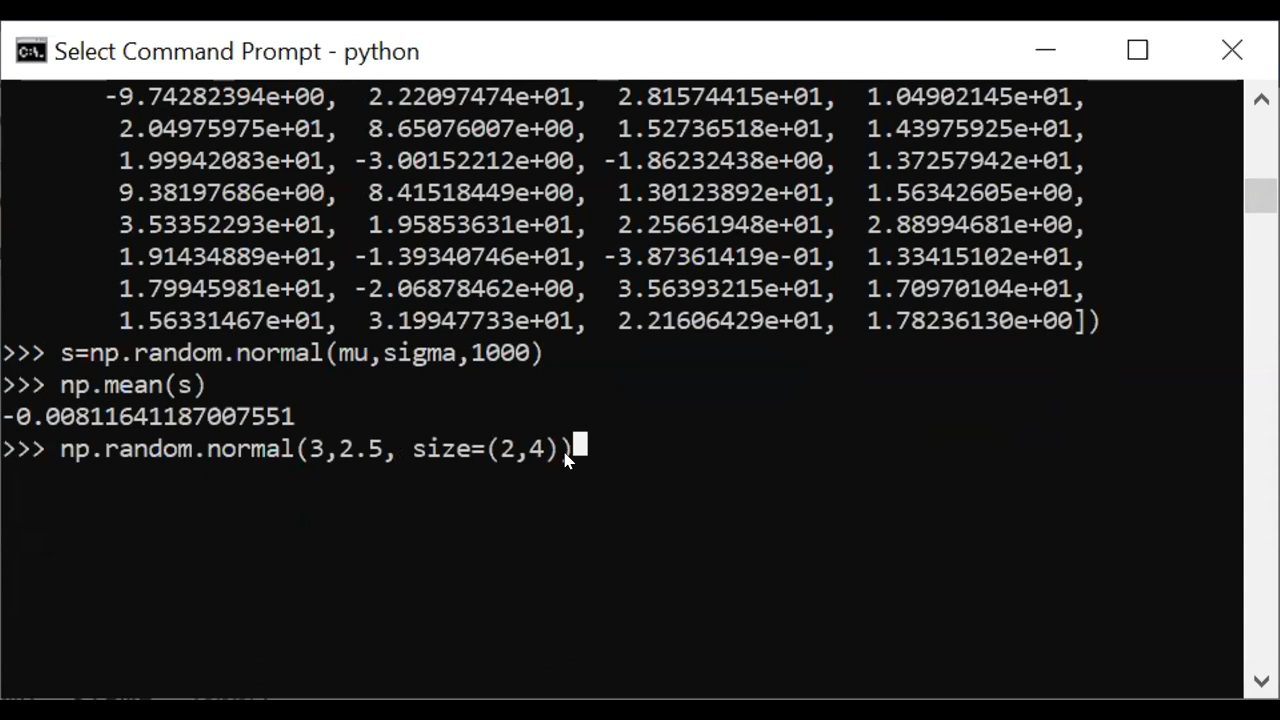 Select Command Prompt - python
-9.74282394e+00, 2.22097474e+01, 2.81574415e+01, 1.04902145e+01,
2.04975975e+01, 8.65076007e+00, 1.52736518e+01, 1.43975925e+01,
1.99942083e+01, -3.00152212e+00, -1.86232438e+00, 1.37257942e+01,
9.38197686e+00, 8.41518449e+00, 1.30123892e+01, 1.56342605e+00,
3.53352293e+01, 1.95853631e+01, 2.25661948e+01, 2.88994681e+00,
1.91434889e+01, -1.39340746e+01, -3.87361419e-01, 1.33415102e+01,
1.79945981e+01, -2.06878462e+00, 3.56393215e+01, 1.70970104e+01,
1.56331467e+01, 3.19947733e+01, 2.21606429e+01, 1.78236130e+00])
>>> s=np.random.normal(mu,sigma,1000)
>>> np.mean(s)
-0.00811641187007551
>>> np.random.normal(3,2.5, size=(2,4))